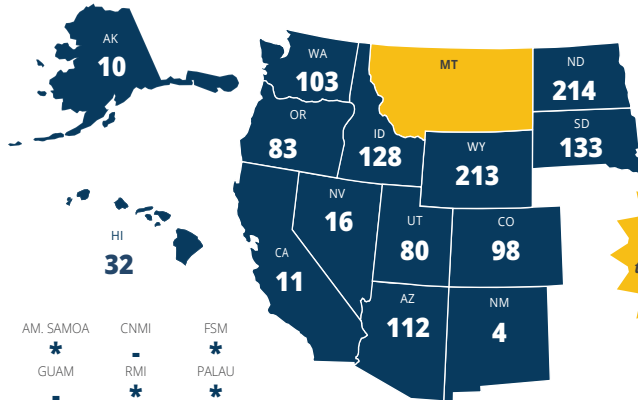 AK
10
WA
103
MT
ND
214
OR
83
ID
128
WY
213
SD
133
NV
16
UT
80
CO
98
HI
32
CA
11
AZ
112
NM
4
AM. SAMOA CNMI FSM
* - *
GUAM RMI PALAU
- * *